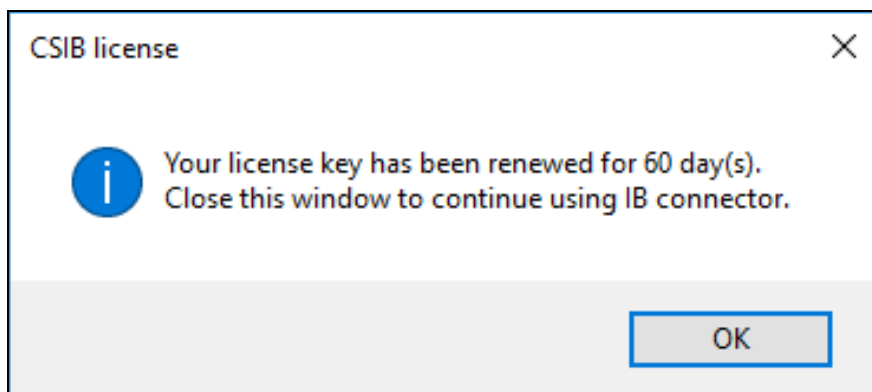 CSIB license
Your license key has been renewed for 60 day(s).
Close this window to continue using IB connector.
OK